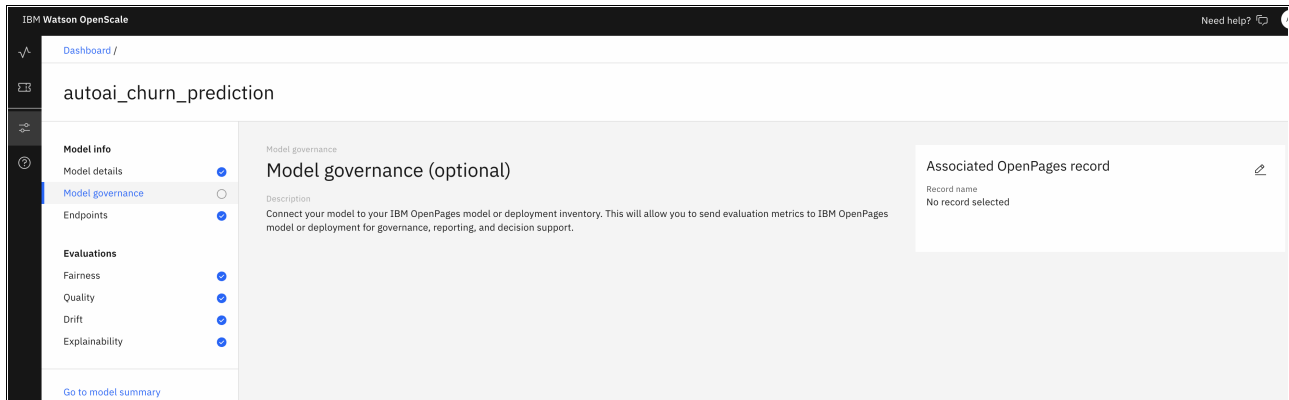 IBM Watson OpenScale
Need help?
Dashboard /
autoai_churn_prediction
Model info
Model details
Model governance
Endpoints
Evaluations
Fairness
Quality
Drift
Explainability
Go to model summary
Model governance
Model governance (optional)
Description
Connect your model to your IBM OpenPages model or deployment inventory. This will allow you to send evaluation metrics to IBM OpenPages
model or deployment for governance, reporting, and decision support.
Associated OpenPages record
Record name
No record selected